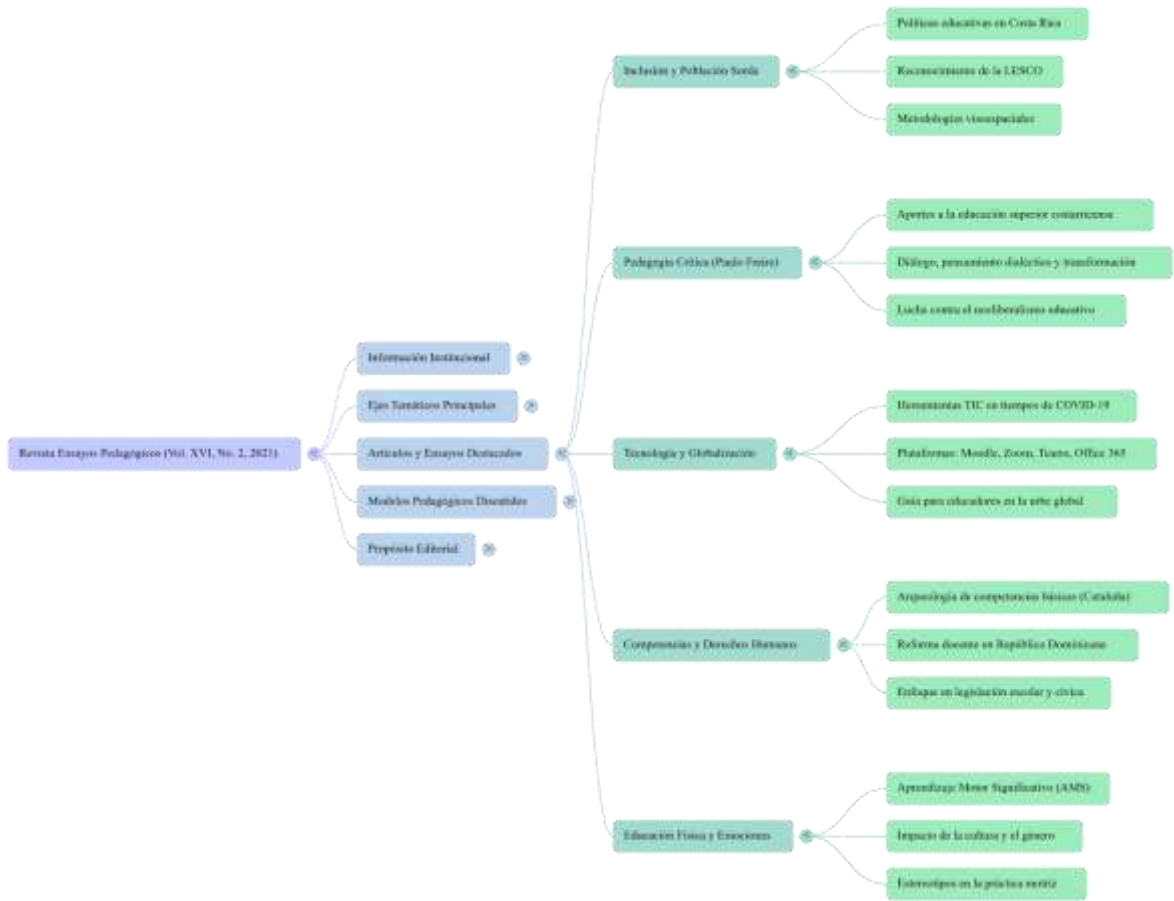 Revista Ensayos Pedagógicos (Vol. XVI, No. 2, 2021)
Información Institucional
Ejes Temáticos Principales
Artículos y Ensayos Destacados
Modelos Pedagógicos Discutidos
Propósito Editorial
Inclusión y Población Sorda
Políticas educativas en Costa Rica
Reconocimiento de la LESCO
Metodologías visoespaciales
Pedagogía Crítica (Paulo Freire)
Aportes a la educación superior costarricense
Diálogo, pensamiento dialéctico y transformación
Lucha contra el neoliberalismo educativo
Tecnología y Globalización
Herramientas TIC en tiempos de COVID-19
Plataformas: Moodle, Zoom, Teams, Office 365
Guía para educadores en la urbe global
Competencias y Derechos Humanos
Arqueología de competencias básicas (Cataluña)
Reforma docente en República Dominicana
Enfoque en legislación escolar y cívica
Educación Física y Emociones
Aprendizaje Motor Significativo (AMS)
Impacto de la cultura y el género
Estereotipos en la práctica motriz